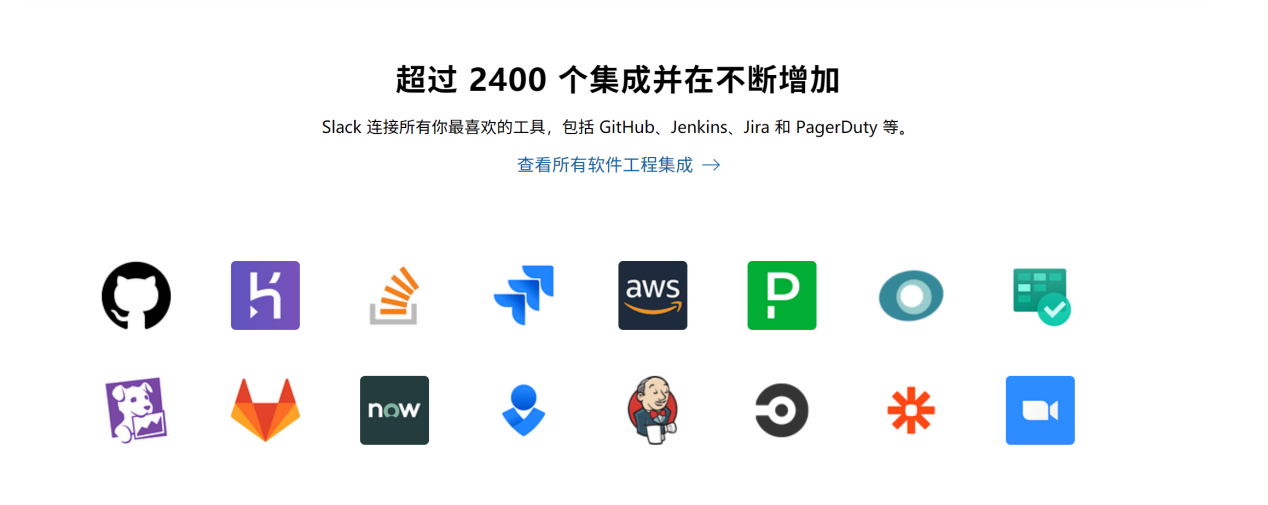 超过 2400 个集成并在不断增加
Slack 连接所有你最喜欢的工具，包括 GitHub、Jenkins、Jira 和 PagerDuty 等。
查看所有软件工程集成 →
aws
P
now